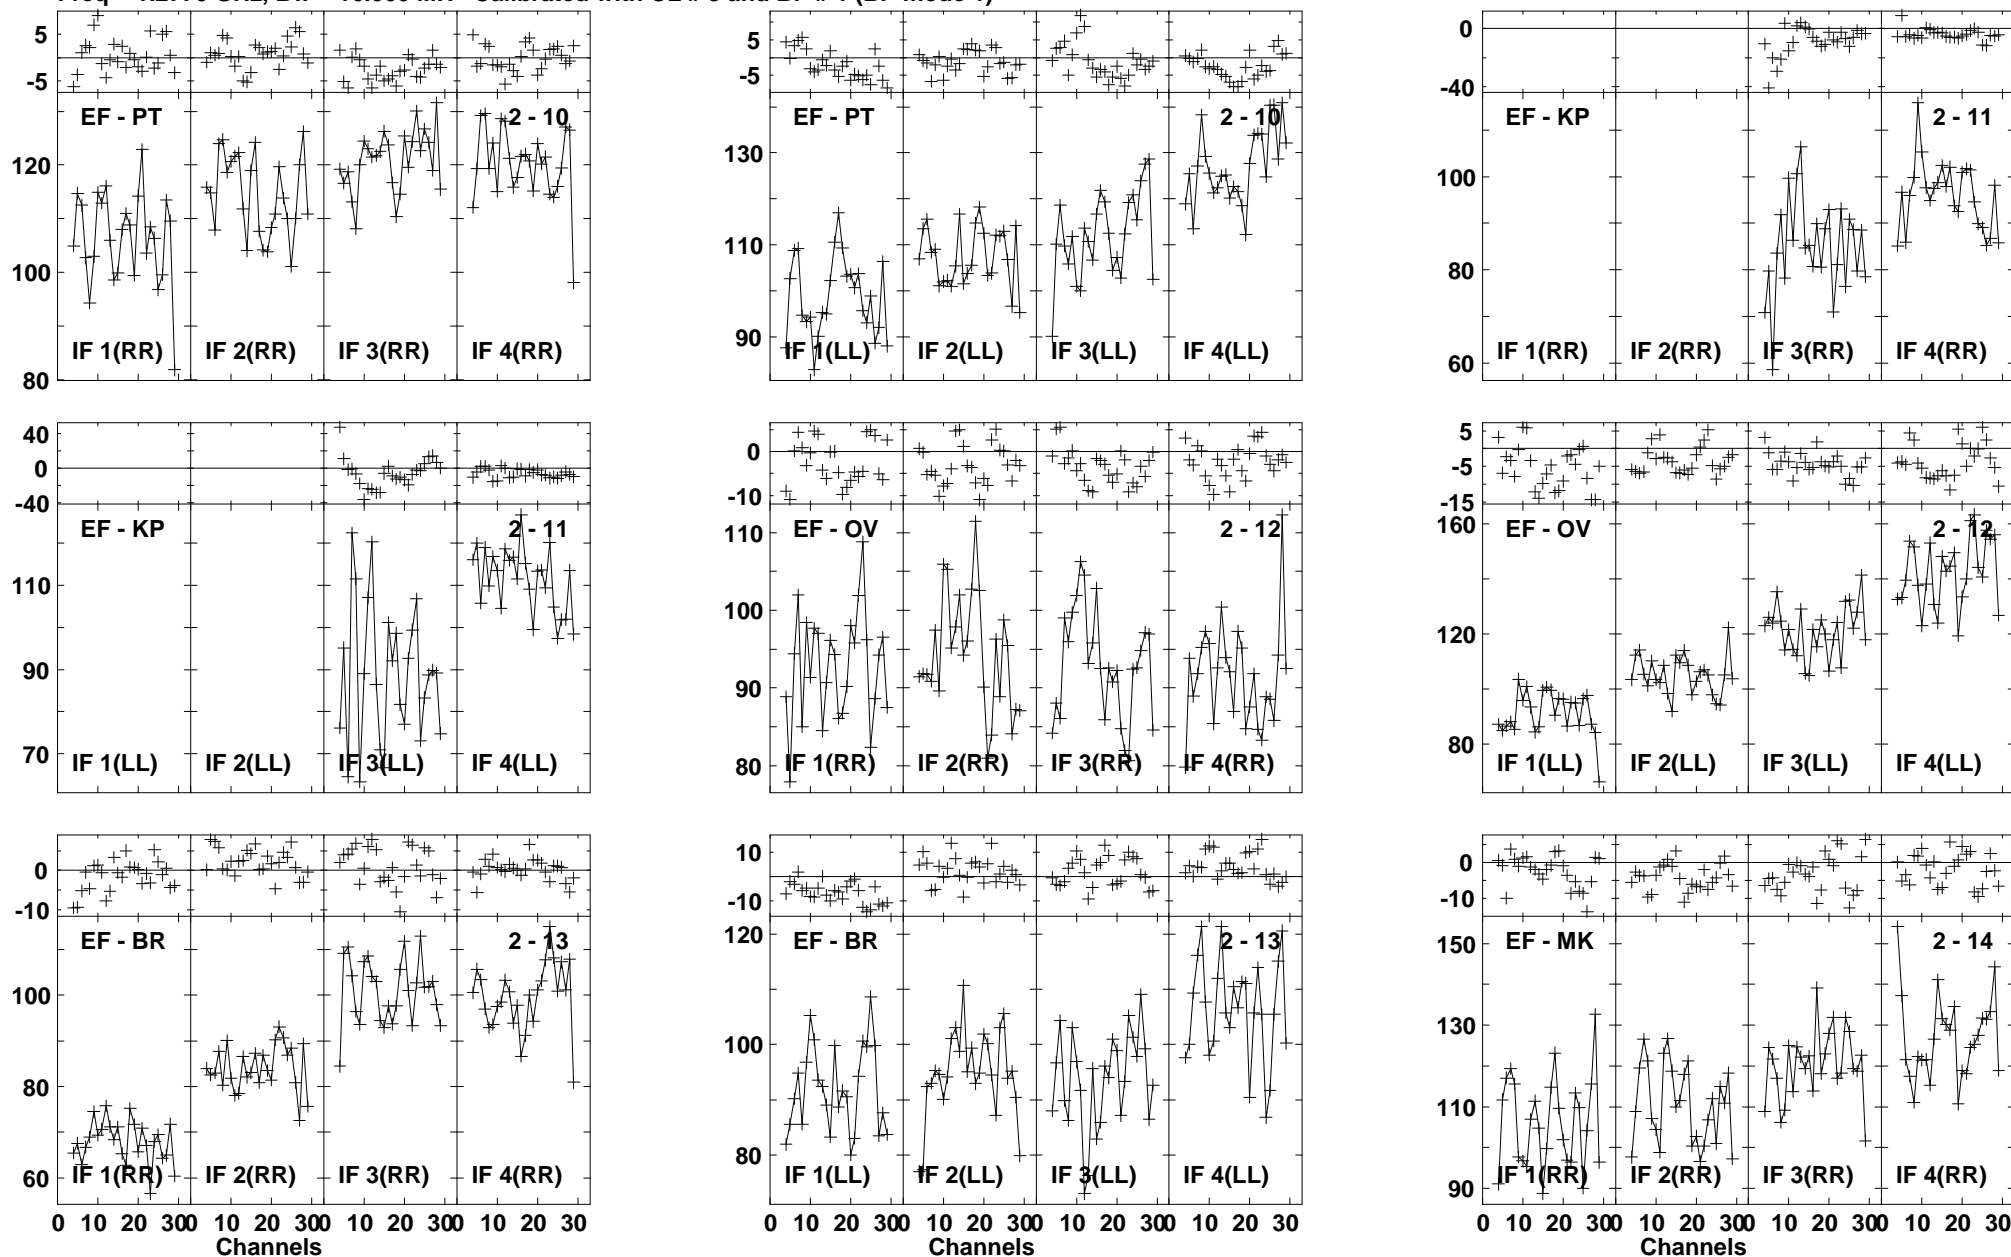 5
0
-5
EF - PT
2 - 10
120
100
80
IF 1(RR)
IF 2(RR)
IF 3(RR)
IF 4(RR)
5
0
-5
EF - PT
2 - 10
130
110
90
IF 1(LL)
IF 2(LL)
IF 3(LL)
IF 4(LL)
0
-40
EF - KP
2 - 11
100
80
60
IF 1(RR)
IF 2(RR)
IF 3(RR)
IF 4(RR)
40
0
-40
EF - KP
2 - 11
110
90
70
IF 1(LL)
IF 2(LL)
IF 3(LL)
IF 4(LL)
0
-10
EF - OV
2 - 12
110
100
90
80
IF 1(RR)
IF 2(RR)
IF 3(RR)
IF 4(RR)
5
-5
-15
EF - OV
2 - 12
160
120
80
IF 1(LL)
IF 2(LL)
IF 3(LL)
IF 4(LL)
0
-10
EF - BR
2 - 13
100
80
60
IF 1(RR)
IF 2(RR)
IF 3(RR)
IF 4(RR)
0 10 20 30 0 10 20 30 0 10 20 30 0 10 20 30
Channels
10
0
-10
EF - BR
2 - 13
120
100
80
IF 1(LL)
IF 2(LL)
IF 3(LL)
IF 4(LL)
0 10 20 30 0 10 20 30 0 10 20 30 0 10 20 30
Channels
0
-10
EF - MK
2 - 14
150
130
110
90
IF 1(RR)
IF 2(RR)
IF 3(RR)
IF 4(RR)
0 10 20 30 0 10 20 30 0 10 20 30 0 10 20 30
Channels